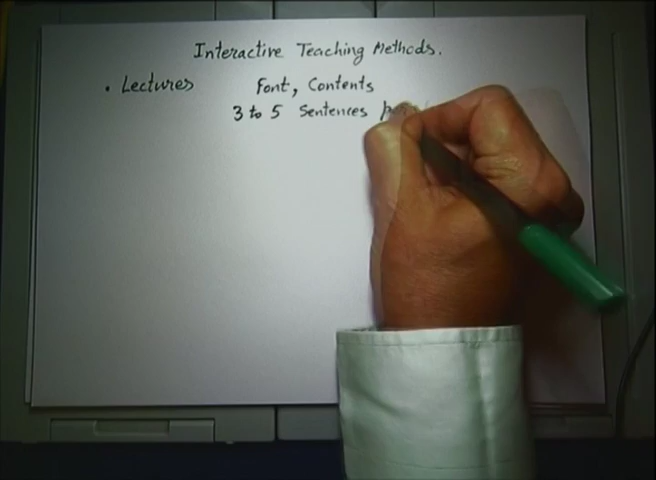 Interactive Teaching Methods.
• Lectures Font, Contents
3 to 5 Sentences